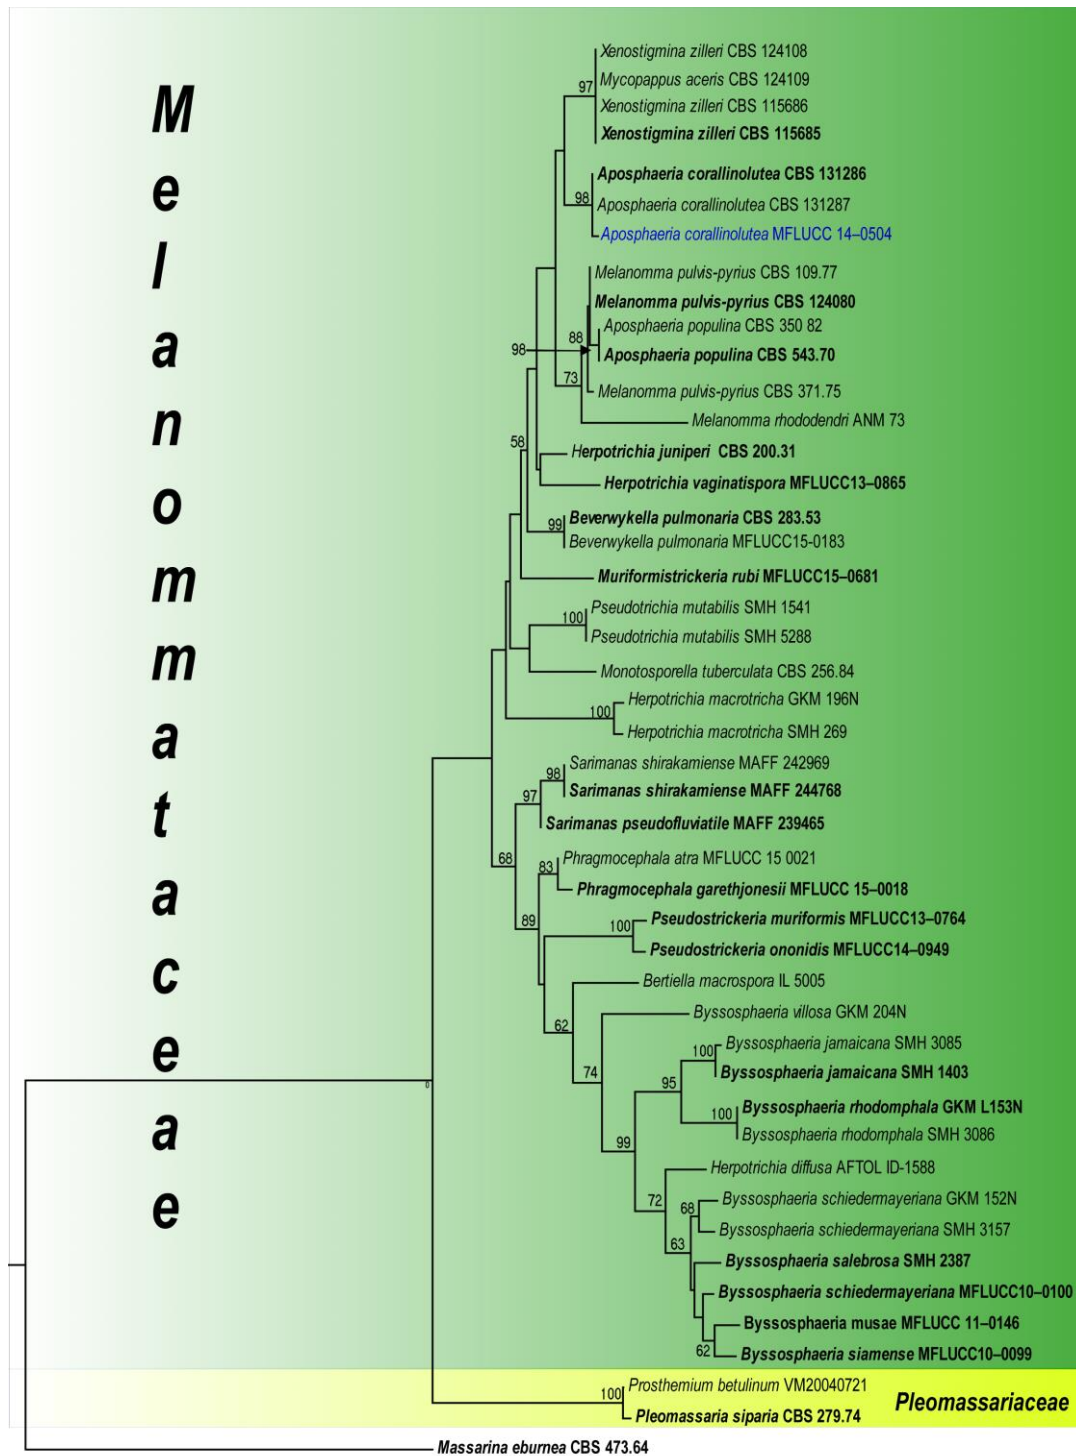 Melanommataceae
Xenostigmina zilleri CBS 124108
Mycopappus aceris CBS 124109
97
Xenostigmina zilleri CBS 115686
Xenostigmina zilleri CBS 115685
Aposphaeria corallinolutea CBS 131286
98
Aposphaeria corallinolutea CBS 131287
Aposphaeria corallinolutea MFLUCC 14–0504
Melanomma pulvis-pyrius CBS 109.77
Melanomma pulvis-pyrius CBS 124080
Aposphaeria populina CBS 350 82
88
98
Aposphaeria populina CBS 543.70
73
Melanomma pulvis-pyrius CBS 371.75
Melanomma rhododendri ANM 73
58
Herpotrichia juniperi CBS 200.31
Herpotrichia vaginatispora MFLUCC13–0865
Beverwykella pulmonaria CBS 283.53
99
Beverwykella pulmonaria MFLUCC15-0183
Muriformistrickeria rubi MFLUCC15–0681
Pseudotrichia mutabilis SMH 1541
100
Pseudotrichia mutabilis SMH 5288
Monotosporella tuberculata CBS 256.84
Herpotrichia macrotricha GKM 196N
100
Herpotrichia macrotricha SMH 269
Sarimanas shirakamiense MAFF 242969
98
Sarimanas shirakamiense MAFF 244768
97
Sarimanas pseudofluviatile MAFF 239465
68
Phragmocephala atra MFLUCC 15 0021
83
Phragmocephala garethjonesii MFLUCC 15–0018
89
Pseudostrickeria muriformis MFLUCC13–0764
100
Pseudostrickeria ononidis MFLUCC14–0949
Bertiella macrospora IL 5005
62
Byssosphaeria villosa GKM 204N
74
Byssosphaeria jamaicana SMH 3085
100
Byssosphaeria jamaicana SMH 1403
95
Byssosphaeria rhodomphala GKM L153N
100
Byssosphaeria rhodomphala SMH 3086
99
Herpotrichia diffusa AFTOL ID-1588
72
Byssosphaeria schiedermayeriana GKM 152N
68
Byssosphaeria schiedermayeriana SMH 3157
63
Byssosphaeria salebrosa SMH 2387
Byssosphaeria schiedermayeriana MFLUCC10–0100
Byssosphaeria musae MFLUCC 11–0146
62
Byssosphaeria siamense MFLUCC10–0099
Prosthemium betulinum VM20040721
100
Pleomassaria siparia CBS 279.74
Pleomassariaceae
Massarina eburnea CBS 473.64